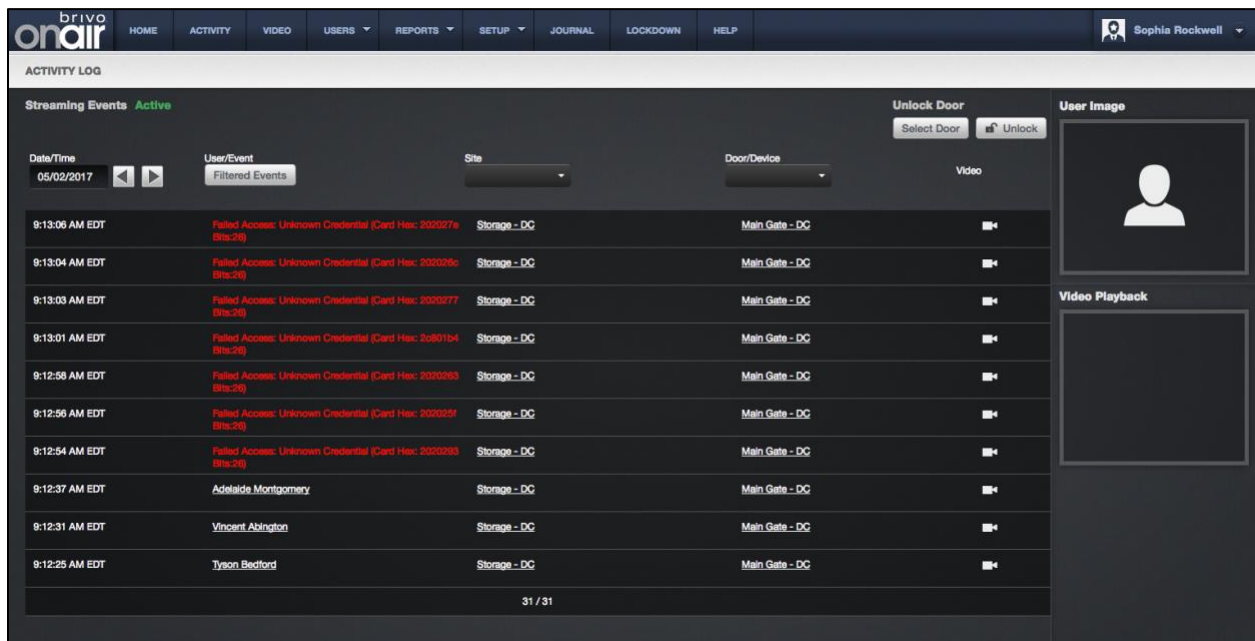 brivo
onair
HOME ACTIVITY VIDEO USERS REPORTS SETUP JOURNAL LOCKDOWN HELP Sophia Rockwell
ACTIVITY LOG
Streaming Events Active Unlock Door User Image
Select Door Unlock
Date/Time User/Event Site Door/Device Video
05/02/2017 Filtered Events
9:13:06 AM EDT Failed Access: Unknown Credential (Card Hex: 202027e Storage - DC Main Gate - DC
Bits:26)
9:13:04 AM EDT Failed Access: Unknown Credential (Card Hex: 202026c Storage - DC Main Gate - DC
Bits:26)
9:13:03 AM EDT Failed Access: Unknown Credential (Card Hex: 2020277 Storage - DC Main Gate - DC
Bits:26)
Video Playback
9:13:01 AM EDT Failed Access: Unknown Credential (Card Hex: Storage - DC Main Gate - DC
Bits:26)
9:12:58 AM EDT Failed Access: Unknown Credential (Card Hex: 2020263 Storage - DC Main Gate - DC
Bits:26)
9:12:56 AM EDT Failed Access: Unknown Credential (Card Hex: 202025f Storage - DC Main Gate - DC
Bits:26)
9:12:54 AM EDT Failed Access: Unknown Credential (Card Hex: 2020293 Storage - DC Main Gate - DC
Bits:26)
9:12:37 AM EDT Adelaide Montgomery Storage - DC Main Gate - DC
9:12:31 AM EDT Vincent Abington Storage - DC Main Gate - DC
9:12:25 AM EDT Tyson Bedford Storage - DC Main Gate - DC
31 / 31